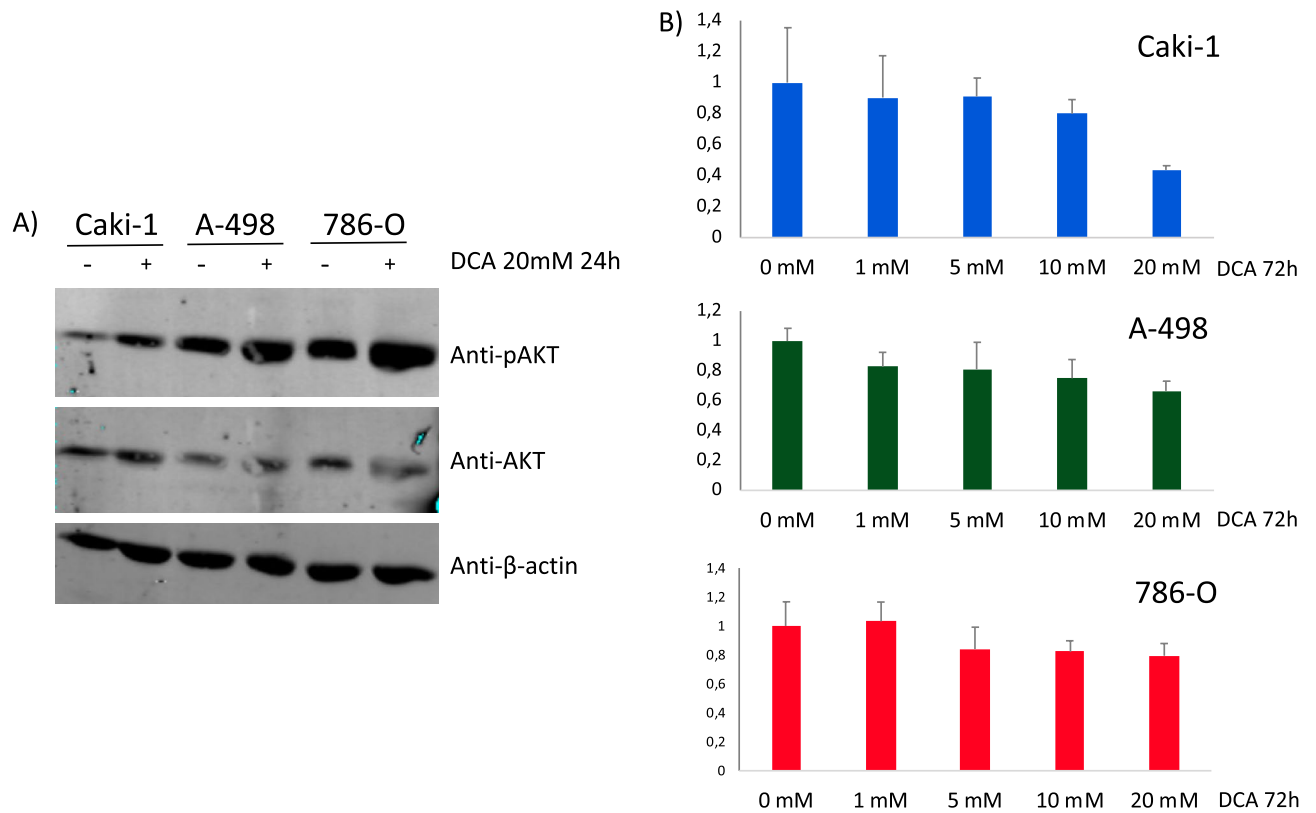 A)
Caki-1 A-498 786-O
- + - + - + DCA 20mM 24h
Anti-pAKT
Anti-AKT
Anti-β-actin
B)
Caki-1
1,4
1,2
1
0,8
0,6
0,4
0,2
0
0 mM 1 mM 5 mM 10 mM 20 mM DCA 72h
A-498
1,2
1
0,8
0,6
0,4
0,2
0
0 mM 1 mM 5 mM 10 mM 20 mM DCA 72h
786-O
1,4
1,2
1
0,8
0,6
0,4
0,2
0
0 mM 1 mM 5 mM 10 mM 20 mM DCA 72h